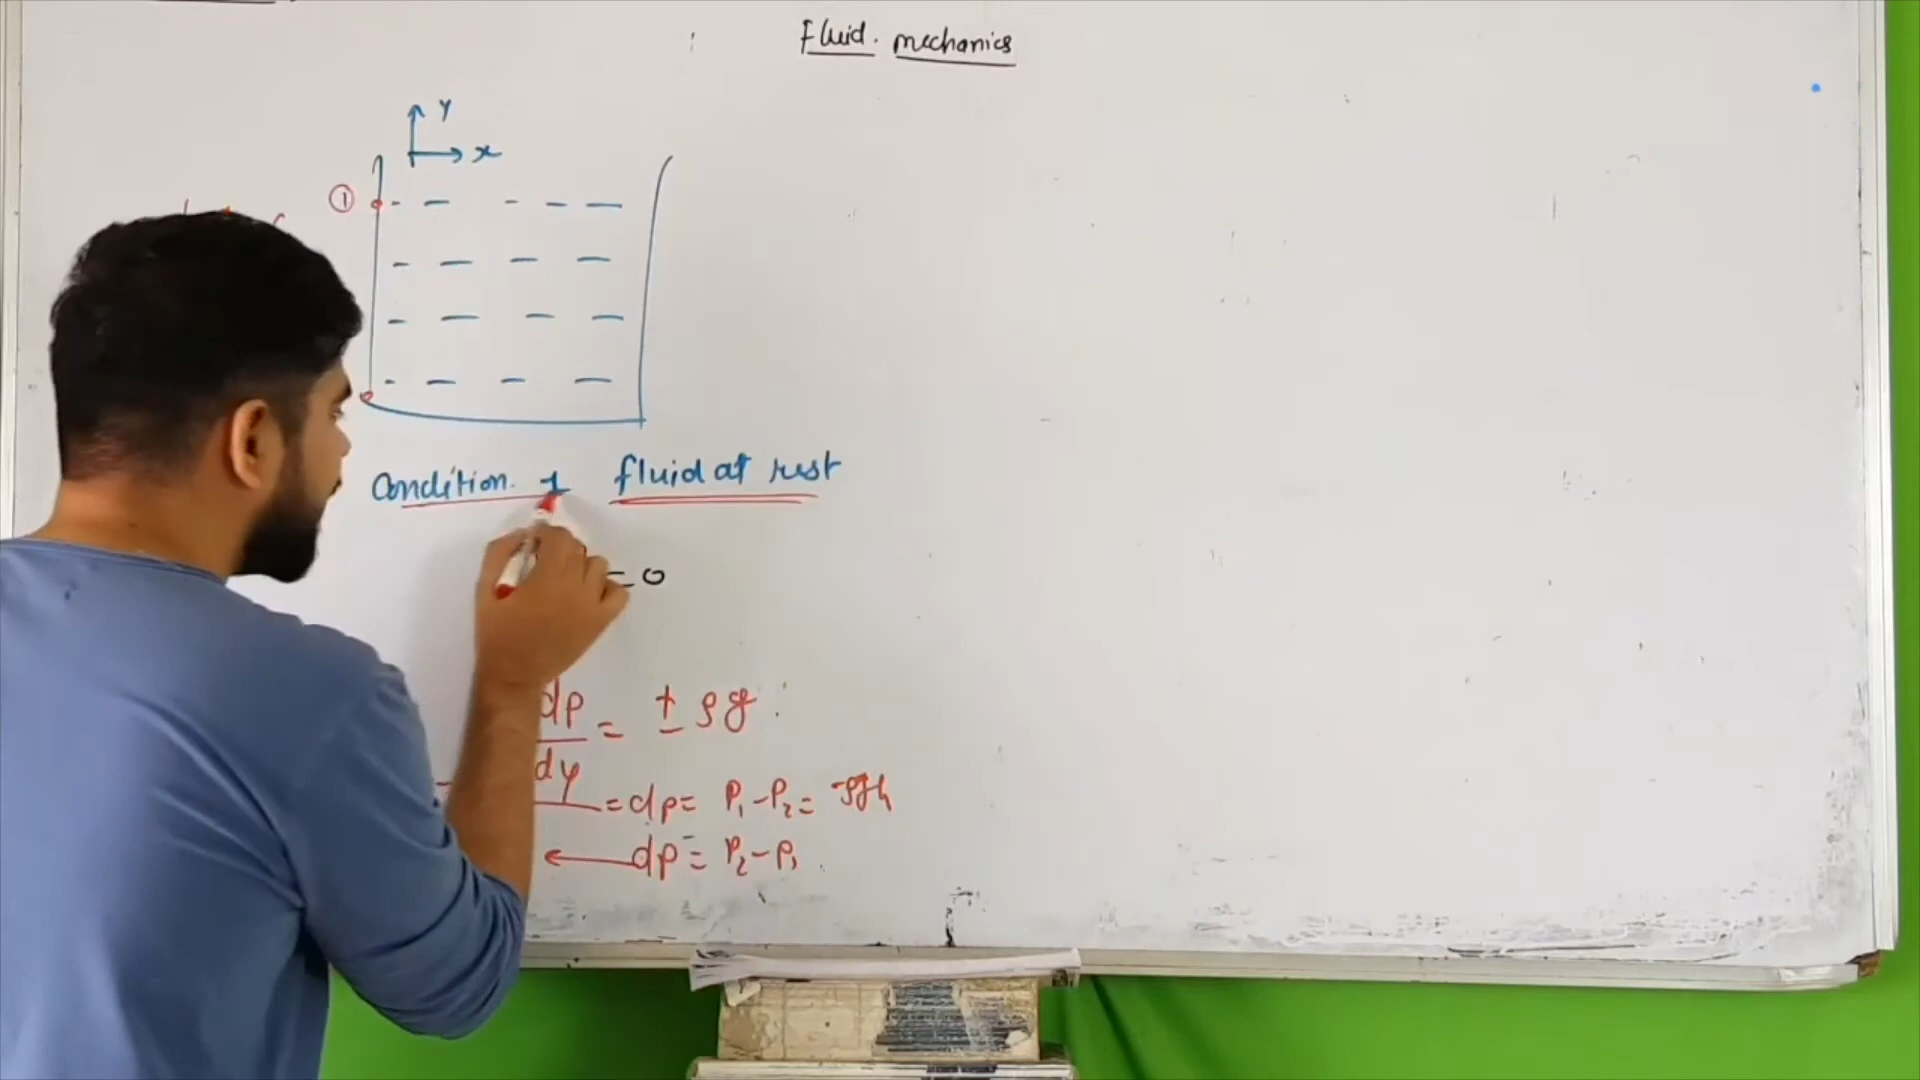 Fluid. mechanics
Y
x
①
Condition. 1 fluid at rest
= 0
dp/dy = ± ρg
= dp = P₁ - P₂ = -ρgh
dp = P₂ - P₁